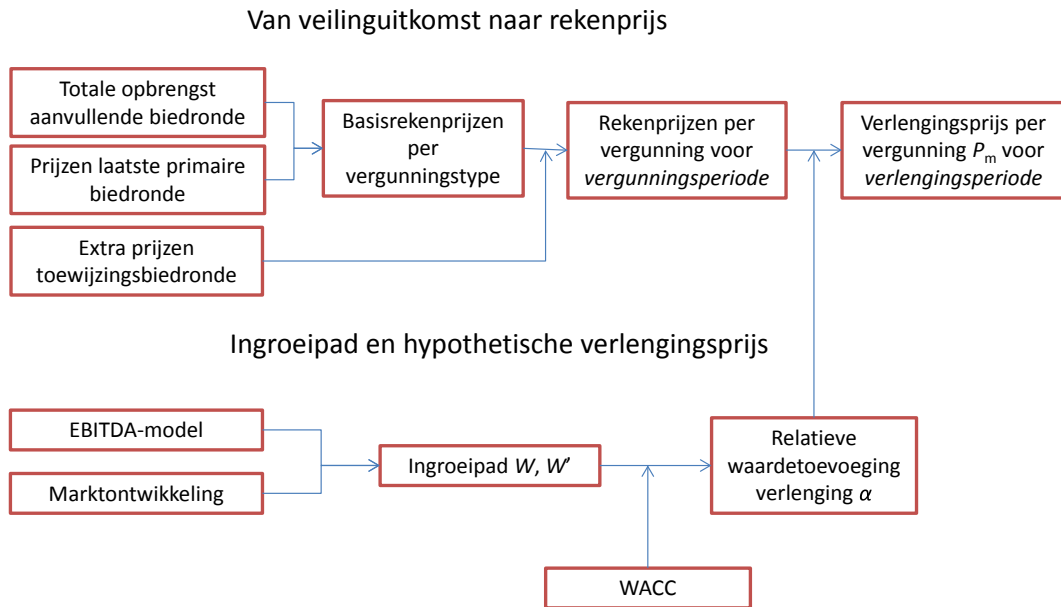 Van veilinguitkomst naar rekenprijs
Totale opbrengst
aanvullende biedronde
Prijzen laatste primaire
biedronde
Extra prijzen
toewijzingsbiedronde
Basisrekenprijzen
per
vergunningstype
Rekenprijzen per
vergunning voor
vergunningsperiode
Verlengingsprijs per
vergunning Pm voor
verlengingsperiode
Ingroeipad en hypothetische verlengingsprijs
EBITDA-model
Marktontwikkeling
Ingroeipad W, W'
Relatieve
waardetoevoeging
verlenging α
WACC